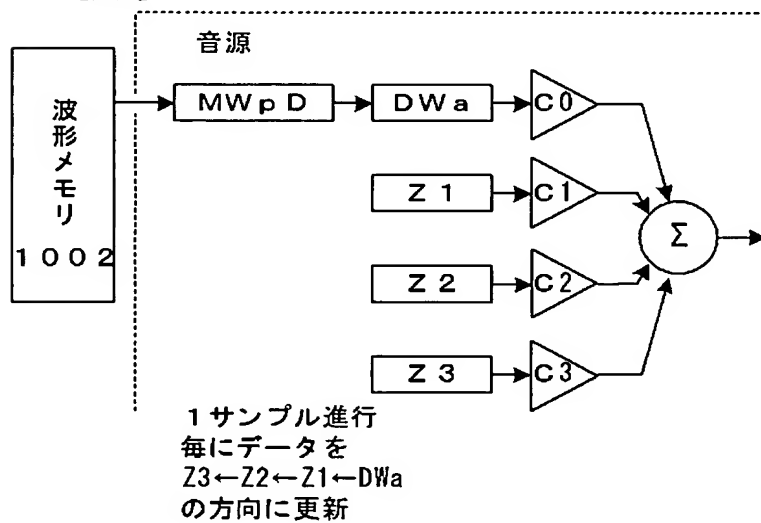 音源
波形メモリ
１００２
ＭＷｐＤ
ＤＷａ
C0
Ｚ１
C1
Ｚ２
C2
Ｚ３
C3
Σ
１サンプル進行
毎にデータを
Z3←Z2←Z1←DWa
の方向に更新